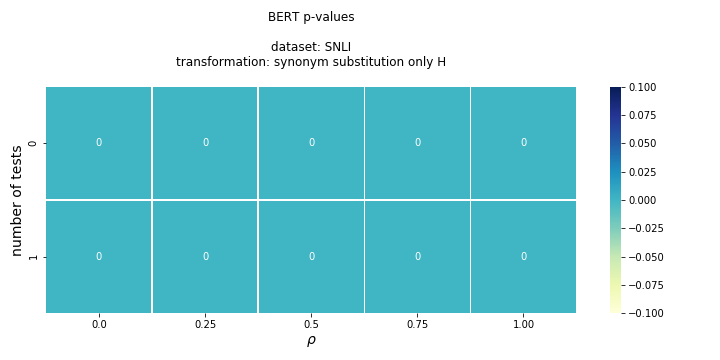 BERT p-values
dataset: SNLI
transformation: synonym substitution only H
number of tests
0
0 0 0 0 0
1
0 0 0 0 0
0.0 0.25 0.5 0.75 1.00
ρ
0.100
0.075
0.050
0.025
0.000
−0.025
−0.050
−0.075
−0.100